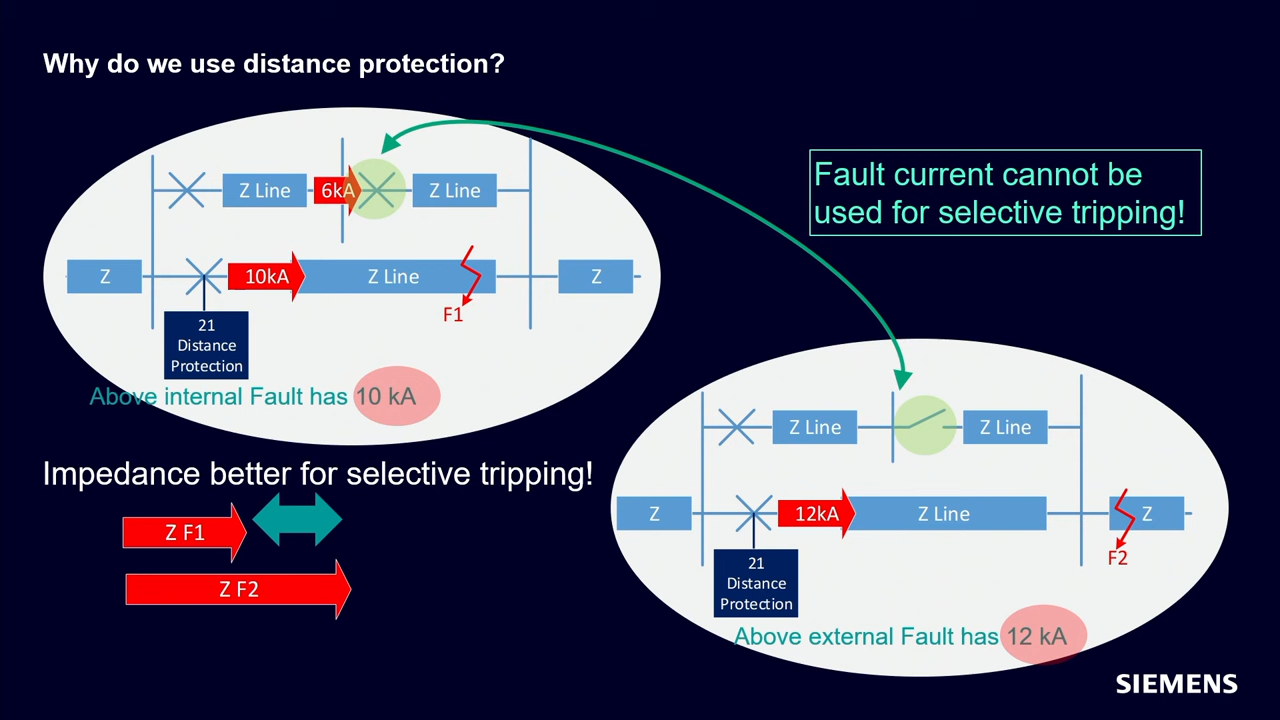 Why do we use distance protection?
Z Line
6kA
Z Line
Z
10kA
Z Line
Z
F1
21
Distance
Protection
Above internal Fault has 10 kA
Fault current cannot be
used for selective tripping!
Impedance better for selective tripping!
Z F1
Z F2
Z Line
Z Line
Z
12kA
Z Line
Z
F2
21
Distance
Protection
Above external Fault has 12 kA
SIEMENS